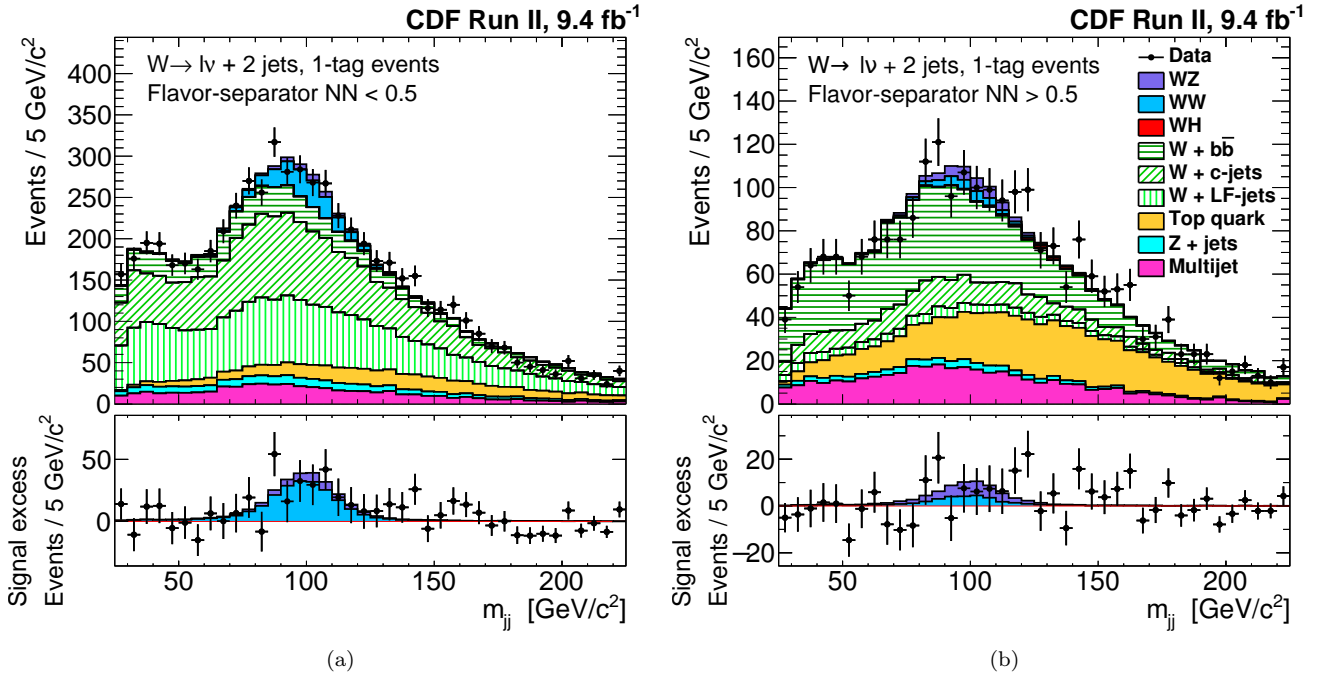 CDF Run II, 9.4 fb⁻¹
Events / 5 GeV/c²
W→ lν + 2 jets, 1-tag events
Flavor-separator NN < 0.5
400
350
300
250
200
150
100
50
0
Signal excess
Events / 5 GeV/c²
50
0
50
100
150
200
m_jj [GeV/c²]
(a)
CDF Run II, 9.4 fb⁻¹
Events / 5 GeV/c²
W→ lν + 2 jets, 1-tag events
Flavor-separator NN > 0.5
Data
WZ
WW
WH
W + bb̅
W + c-jets
W + LF-jets
Top quark
Z + jets
Multijet
160
140
120
100
80
60
40
20
0
Signal excess
Events / 5 GeV/c²
20
0
−20
50
100
150
200
m_jj [GeV/c²]
(b)